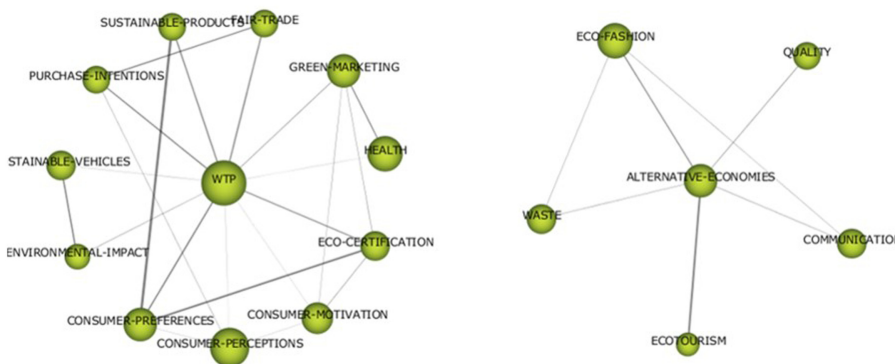 SUSTAINABLE-PRODUCTS
FAIR-TRADE
PURCHASE-INTENTIONS
GREEN-MARKETING
STAINABLE-VEHICLES
HEALTH
WTP
ENVIRONMENTAL-IMPACT
ECO-CERTIFICATION
CONSUMER-PREFERENCES
CONSUMER-MOTIVATION
CONSUMER-PERCEPTIONS
ECO-FASHION
QUALITY
ALTERNATIVE-ECONOMIES
WASTE
COMMUNICATIO
ECOTOURISM